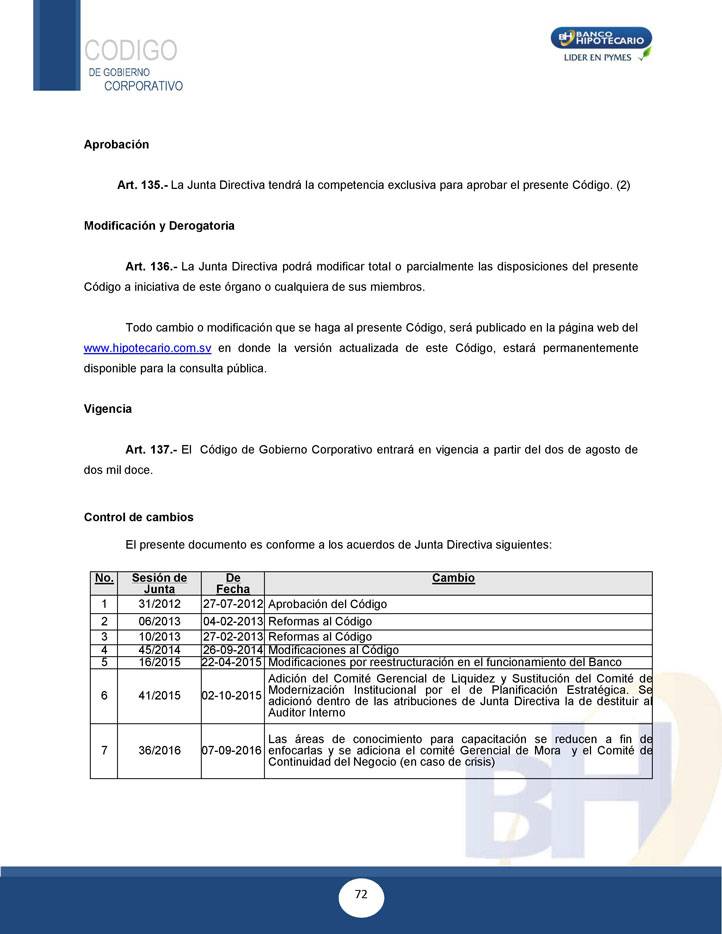 CODIGO
DE GOBIERNO
CORPORATIVO
BH BANCO
HIPOTECARIO
LIDER EN PYMES
Aprobación
Art. 135.- La Junta Directiva tendrá la competencia exclusiva para aprobar el presente Código. (2)
Modificación y Derogatoria
Art. 136.- La Junta Directiva podrá modificar total o parcialmente las disposiciones del presente
Código a iniciativa de este órgano o cualquiera de sus miembros.
Todo cambio o modificación que se haga al presente Código, será publicado en la página web del
www.hipotecario.com.sv en donde la versión actualizada de este Código, estará permanentemente
disponible para la consulta pública.
Vigencia
Art. 137.- El Código de Gobierno Corporativo entrará en vigencia a partir del dos de agosto de
dos mil doce.
Control de cambios
El presente documento es conforme a los acuerdos de Junta Directiva siguientes:
No. Sesión de Junta De Fecha Cambio
1 31/2012 27-07-2012 Aprobación del Código
2 06/2013 04-02-2013 Reformas al Código
3 10/2013 27-02-2013 Reformas al Código
4 45/2014 26-09-2014 Modificaciones al Código
5 16/2015 22-04-2015 Modificaciones por reestructuración en el funcionamiento del Banco
6 41/2015 02-10-2015 Adición del Comité Gerencial de Liquidez y Sustitución del Comité de
Modernización Institucional por el de Planificación Estratégica. Se
adicionó dentro de las atribuciones de Junta Directiva la de destituir al
Auditor Interno
7 36/2016 07-09-2016 Las áreas de conocimiento para capacitación se reducen a fin de
enfocarlas y se adiciona el comité Gerencial de Mora y el Comité de
Continuidad del Negocio (en caso de crisis)
BH
72